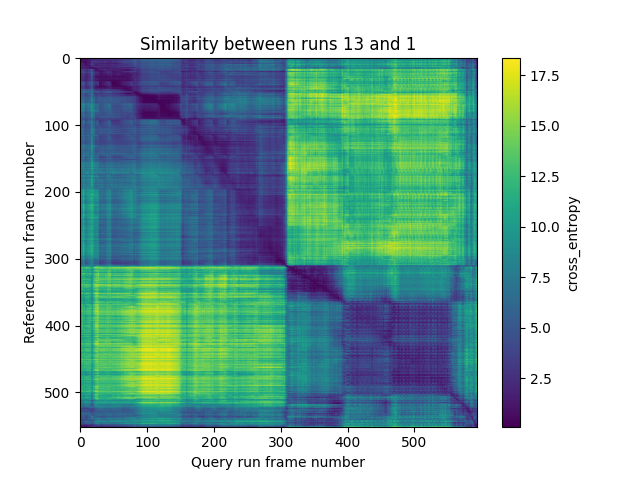 Similarity between runs 13 and 1
Reference run frame number
0
100
200
300
400
500
0 100 200 300 400 500
Query run frame number
17.5
15.0
12.5
10.0
7.5
5.0
2.5
cross_entropy